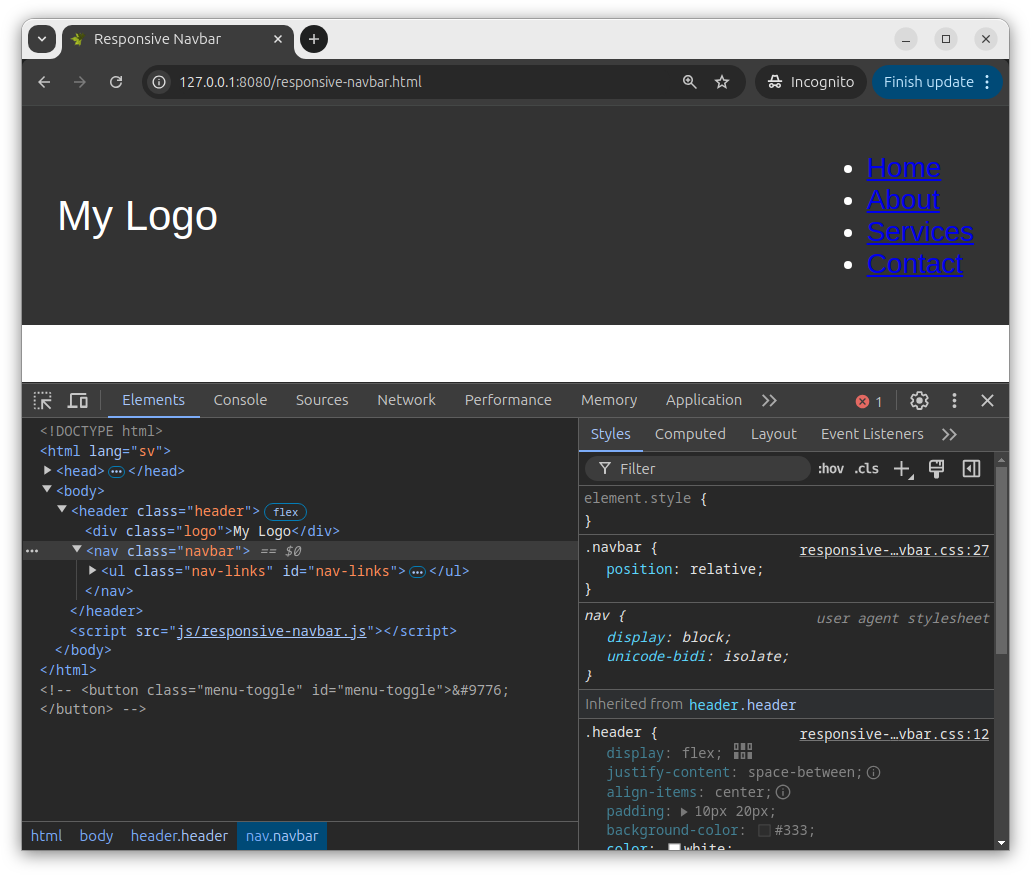 Responsive Navbar
127.0.0.1:8080/responsive-navbar.html
Incognito
Finish update
My Logo
Home
About
Services
Contact
Elements Console Sources Network Performance Memory Application 1
<!DOCTYPE html>
<html lang="sv">
<head> </head>
<body>
<header class="header"> flex
<div class="logo">My Logo</div>
<nav class="navbar"> == $0
<ul class="nav-links" id="nav-links"> </ul>
</nav>
</header>
<script src="js/responsive-navbar.js"></script>
</body>
</html>
<!-- <button class="menu-toggle" id="menu-toggle">&#9776;
</button> -->
html body header.header nav.navbar
Styles Computed Layout Event Listeners
Filter :hov .cls
element.style {
}
.navbar { responsive-…vbar.css:27
position: relative;
}
nav { user agent stylesheet
display: block;
unicode-bidi: isolate;
}
Inherited from header.header
.header { responsive-…vbar.css:12
display: flex;
justify-content: space-between;
align-items: center;
padding: 10px 20px;
background-color: #333;
color: white;